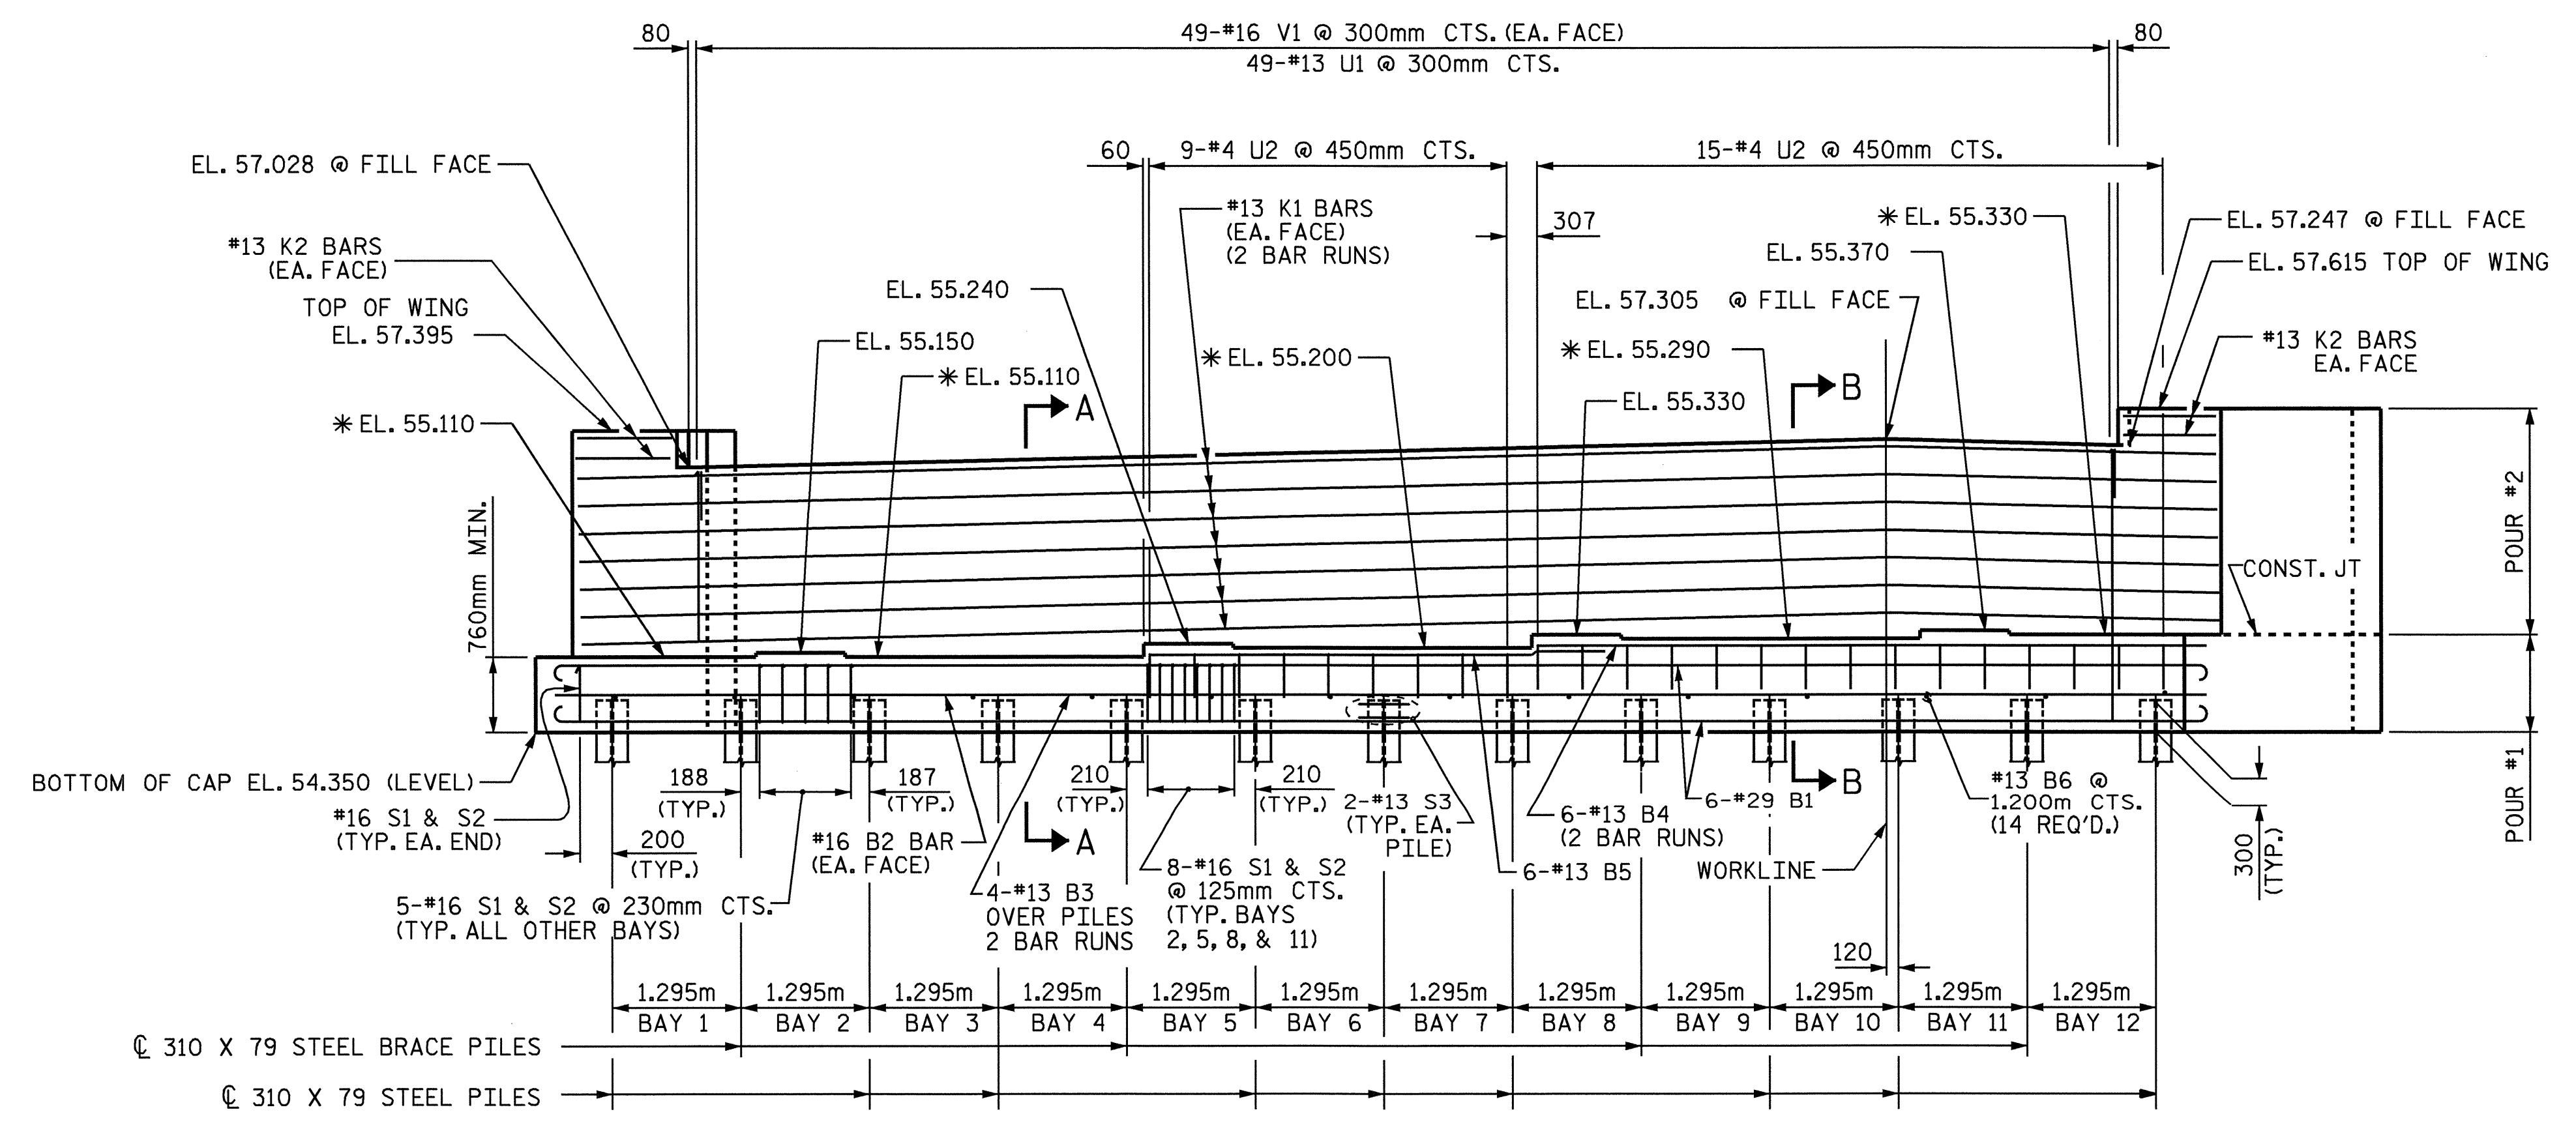 80
49-#16 V1 @ 300mm CTS. (EA. FACE)
80
49-#13 U1 @ 300mm CTS.
EL. 57.028 @ FILL FACE
60
9-#4 U2 @ 450mm CTS.
15-#4 U2 @ 450mm CTS.
#13 K1 BARS
(EA. FACE)
(2 BAR RUNS)
307
* EL. 55.330
EL. 57.247 @ FILL FACE
#13 K2 BARS
(EA. FACE)
EL. 55.370
EL. 57.615 TOP OF WING
TOP OF WING
EL. 57.395
EL. 55.240
EL. 57.305 @ FILL FACE
EL. 55.150
* EL. 55.200
* EL. 55.290
#13 K2 BARS
EA. FACE
* EL. 55.110
B
EL. 55.330
A
* EL. 55.110
760mm MIN.
POUR #2
CONST. JT
BOTTOM OF CAP EL. 54.350 (LEVEL)
188
(TYP.)
187
(TYP.)
210
(TYP.)
210
(TYP.)
B
#13 B6 @
1.200m CTS.
(14 REQ'D.)
POUR #1
#16 S1 & S2
(TYP. EA. END)
200
(TYP.)
#16 B2 BAR
(EA. FACE)
A
2-#13 S3
(TYP. EA.
PILE)
6-#13 B4
(2 BAR RUNS)
6-#29 B1
300
(TYP.)
5-#16 S1 & S2 @ 230mm CTS.
(TYP. ALL OTHER BAYS)
4-#13 B3
OVER PILES
2 BAR RUNS
8-#16 S1 & S2
@ 125mm CTS.
(TYP. BAYS
2, 5, 8, & 11)
6-#13 B5
WORKLINE
120
1.295m 1.295m 1.295m 1.295m 1.295m 1.295m 1.295m 1.295m 1.295m 1.295m 1.295m 1.295m
BAY 1 BAY 2 BAY 3 BAY 4 BAY 5 BAY 6 BAY 7 BAY 8 BAY 9 BAY 10 BAY 11 BAY 12
℄ 310 X 79 STEEL BRACE PILES
℄ 310 X 79 STEEL PILES